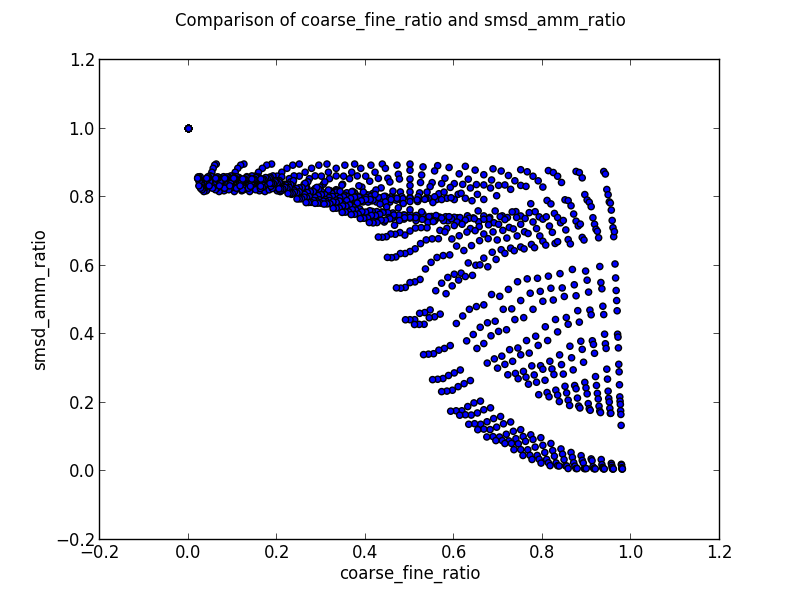 Comparison of coarse_fine_ratio and smsd_amm_ratio
1.2
1.0
0.8
0.6
0.4
0.2
0.0
−0.2
smsd_amm_ratio
−0.2 0.0 0.2 0.4 0.6 0.8 1.0 1.2
coarse_fine_ratio